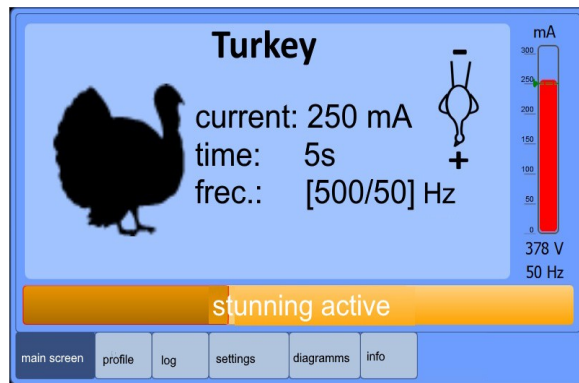 Turkey
current: 250 mA
time: 5s
frec.: [500/50] Hz
-
+
mA
300
250
200
150
100
50
0
378 V
50 Hz
stunning active
main screen
profile
log
settings
diagramms
info